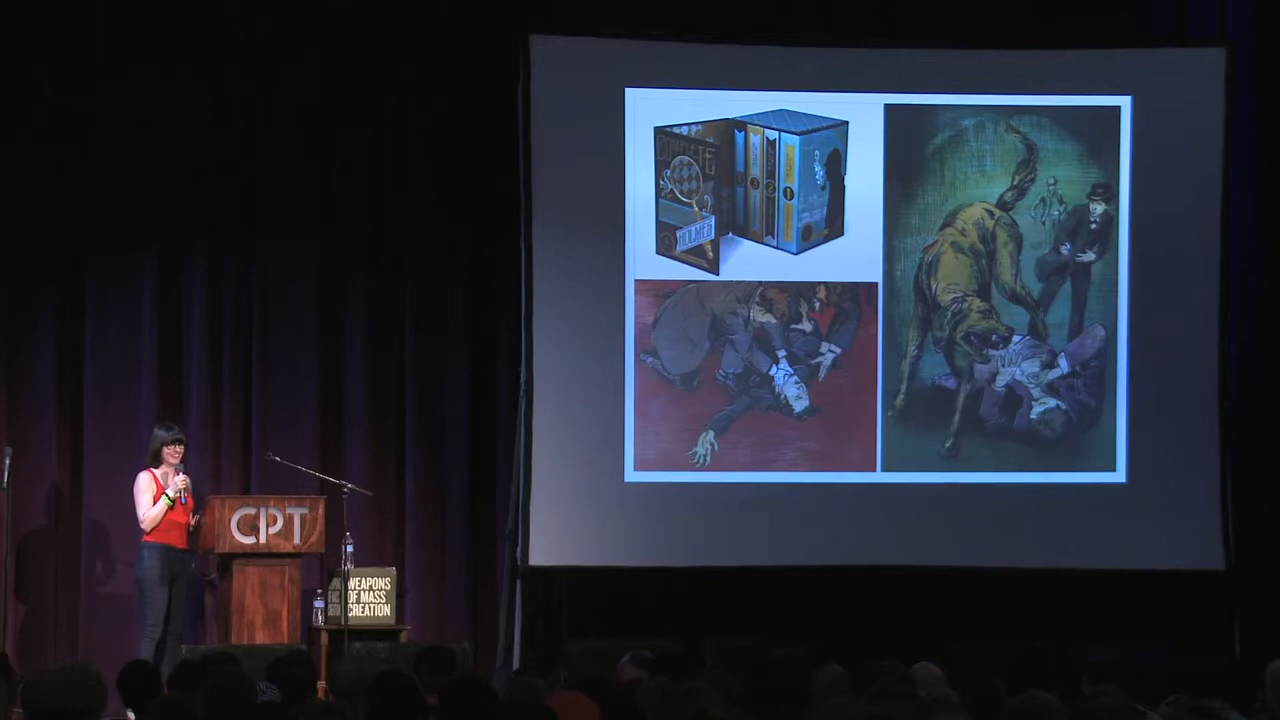 COMPLETE
HOLMES
CPT
WEAPONS
OF MASS
CREATION